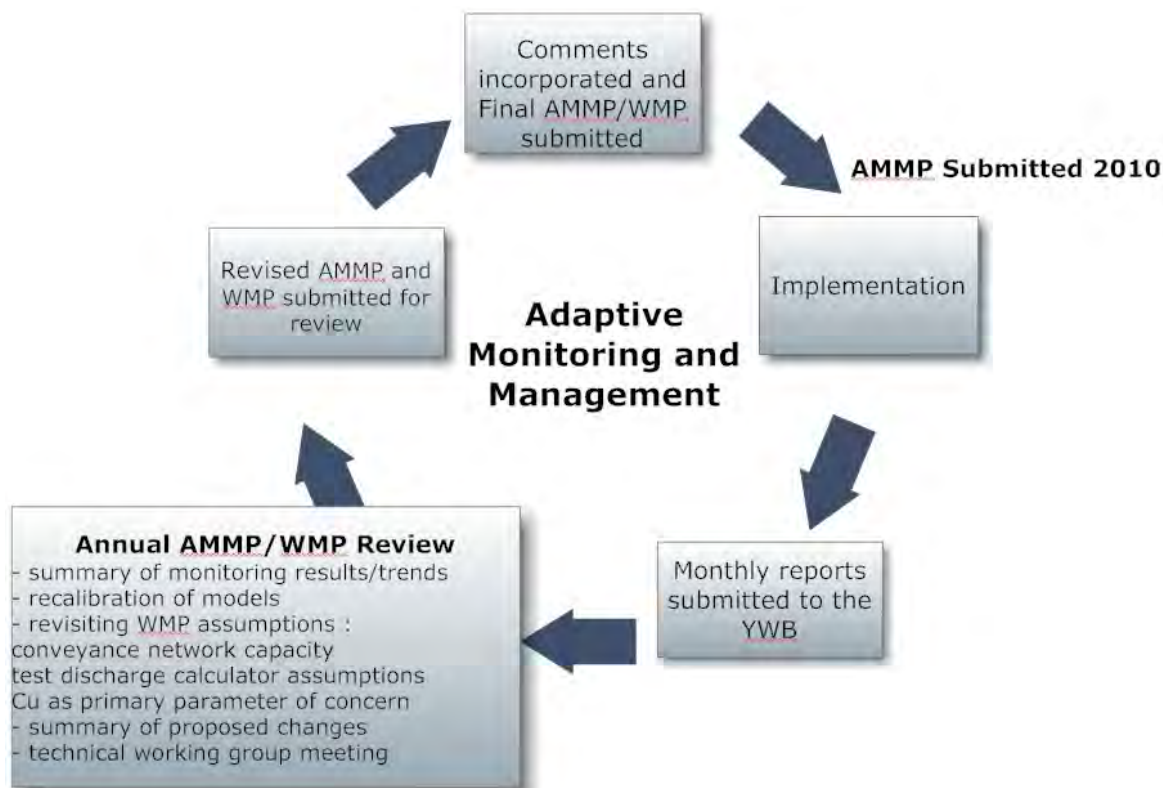 Comments
incorporated and
Final AMMP/WMP
submitted
AMMP Submitted 2010
Implementation
Monthly reports
submitted to the
YWB
Annual AMMP/WMP Review
- summary of monitoring results/trends
- recalibration of models
- revisiting WMP assumptions :
conveyance network capacity
test discharge calculator assumptions
Cu as primary parameter of concern
- summary of proposed changes
- technical working group meeting
Revised AMMP and
WMP submitted for
review
Adaptive
Monitoring and
Management